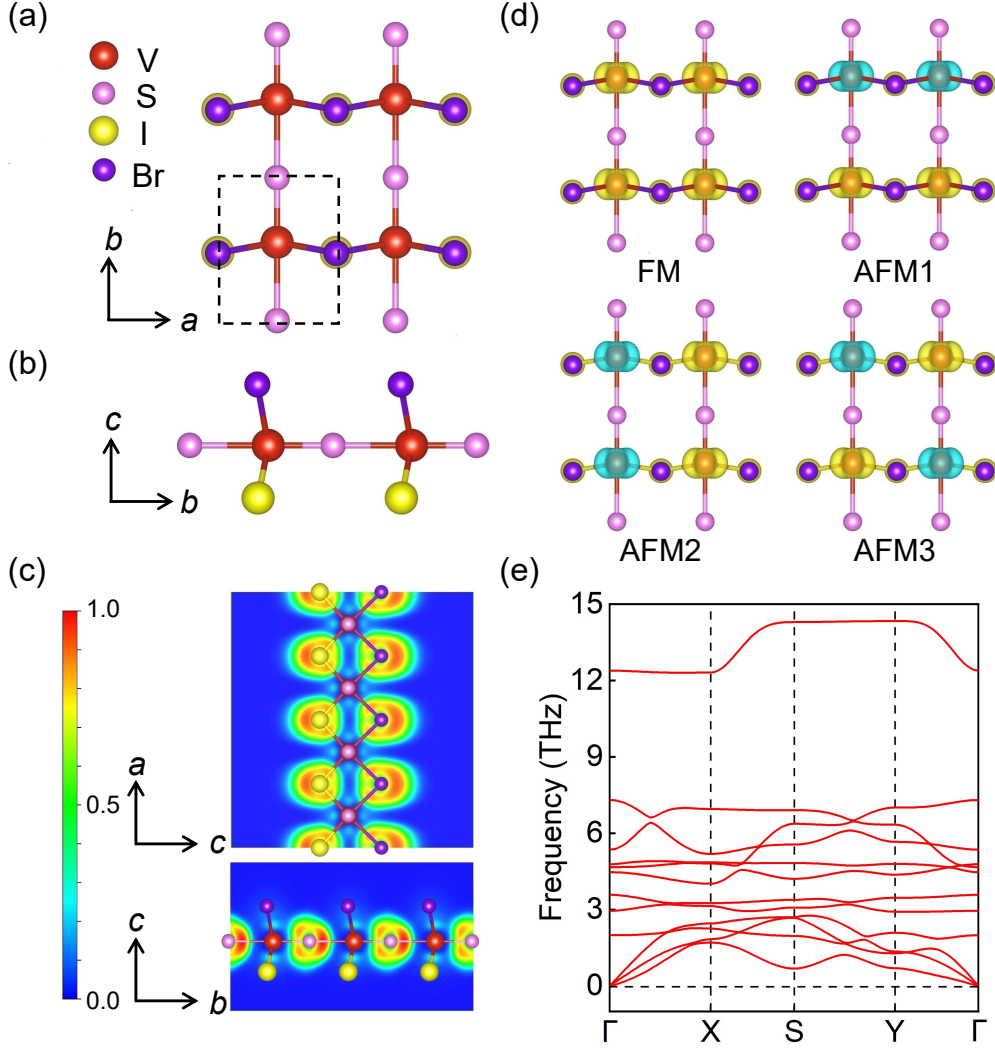 (a)
V
S
I
Br
b
a
(b)
c
b
(c)
1.0
0.5
0.0
a
c
c
b
(d)
FM
AFM1
AFM2
AFM3
(e)
Frequency (THz)
15
12
9
6
3
0
Γ
X
S
Y
Γ